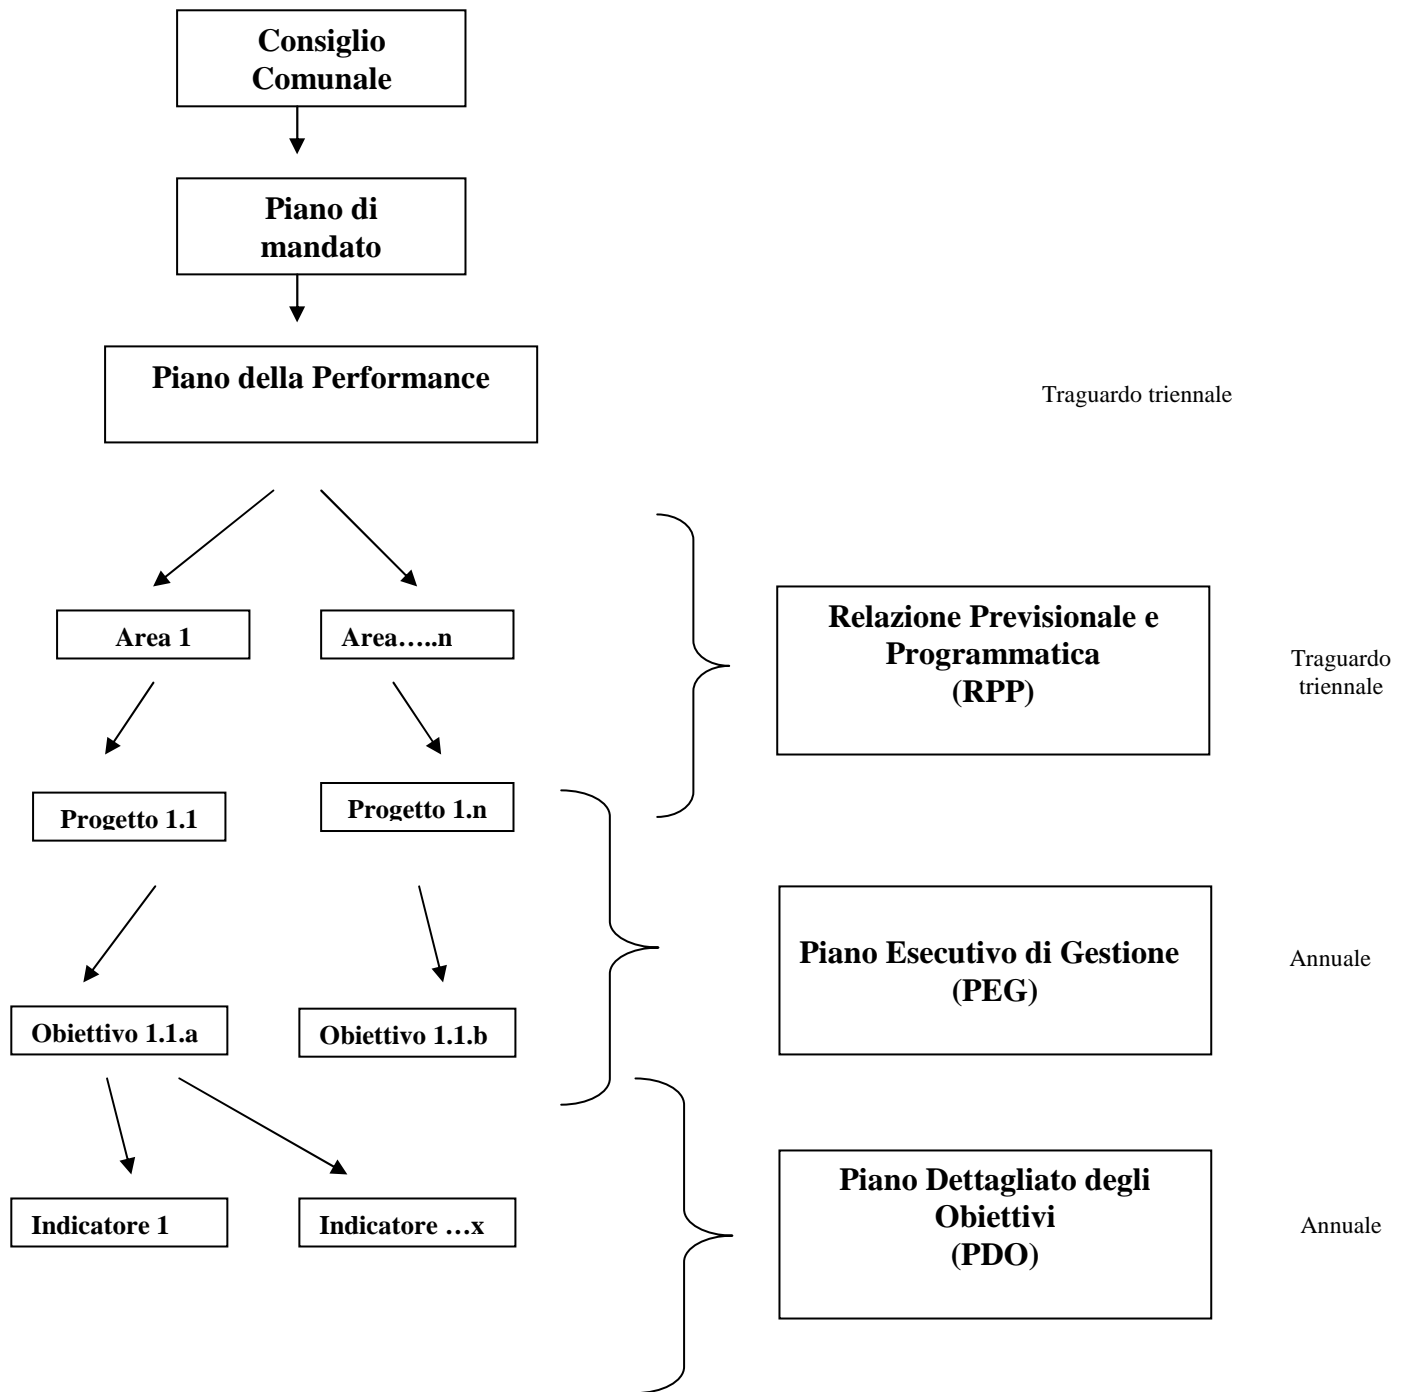 Consiglio
Comunale
Piano di
mandato
Piano della Performance
Traguardo triennale
Area 1
Area…..n
Relazione Previsionale e
Programmatica
(RPP)
Traguardo
triennale
Progetto 1.1
Progetto 1.n
Piano Esecutivo di Gestione
(PEG)
Annuale
Obiettivo 1.1.a
Obiettivo 1.1.b
Piano Dettagliato degli
Obiettivi
(PDO)
Annuale
Indicatore 1
Indicatore …x